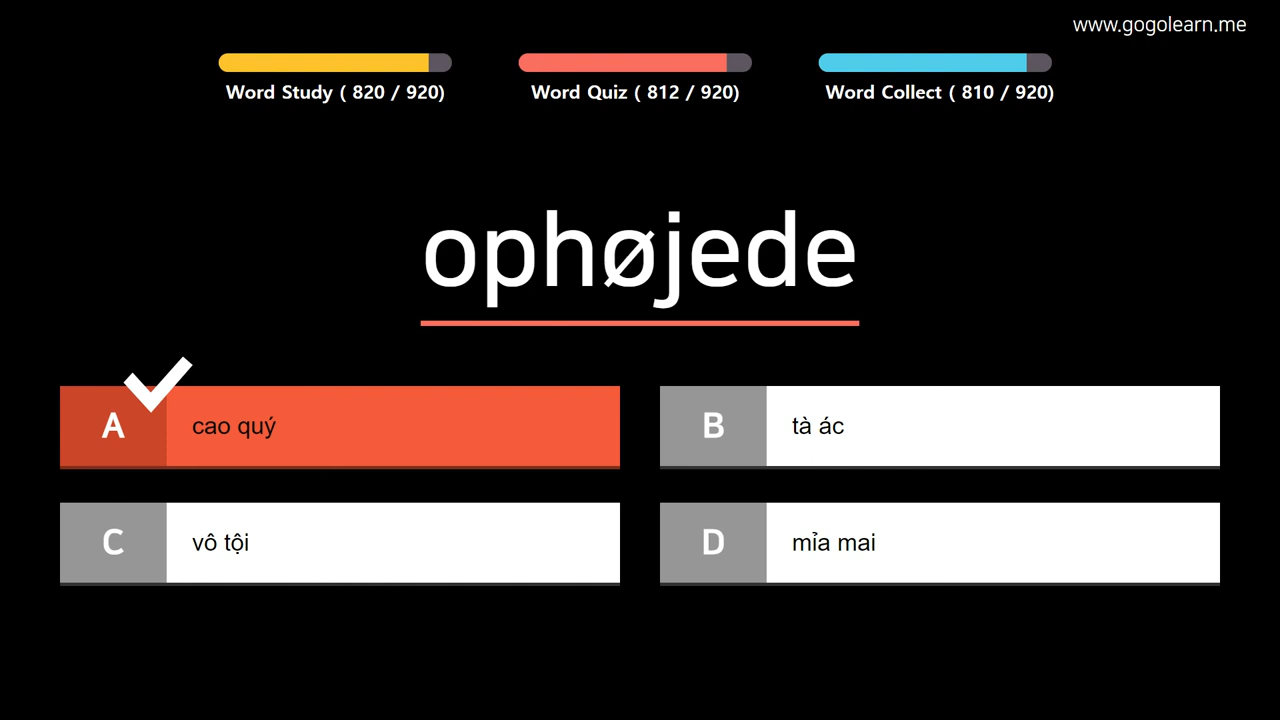 www.gogolearn.me
Word Study ( 820 / 920)
Word Quiz ( 812 / 920)
Word Collect ( 810 / 920)
ophøjede
A
cao quý
B
tà ác
C
vô tội
D
mỉa mai